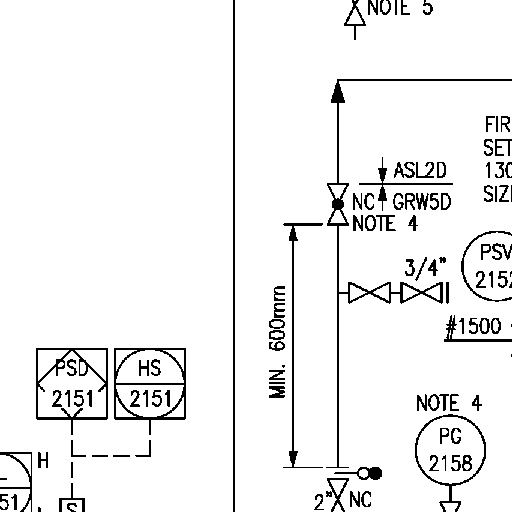 NOTE 5
FIR
SET
130
SIZ
ASL2D
NC GRW5D
NOTE 4
PSV
3/4"
#1500
MIN. 600mm
PSD
2151
HS
2151
NOTE 4
PG
2158
H
51
S
2" NC